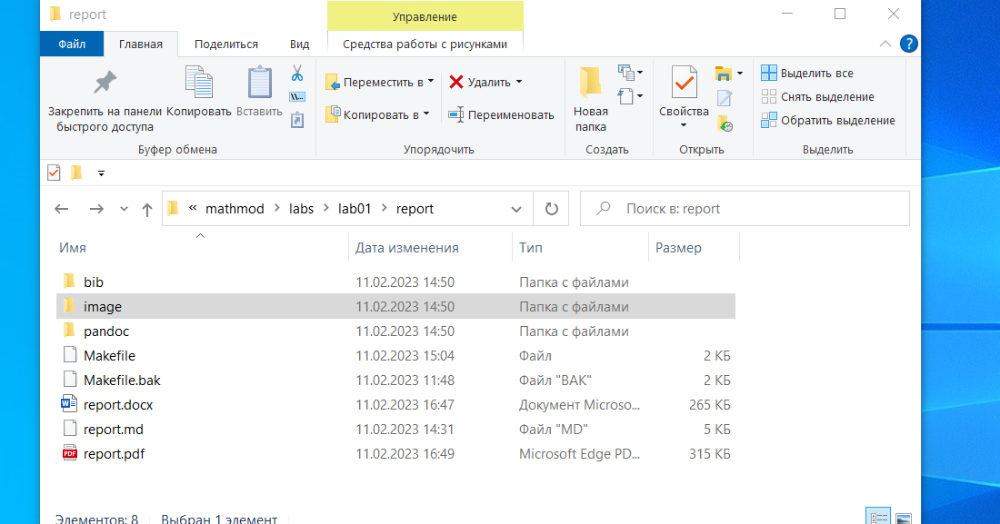 report
Управление
Файл Главная Поделиться Вид Средства работы с рисунками
Закрепить на панели быстрого доступа
Копировать
Вставить
Буфер обмена
Переместить в
Копировать в
Удалить
Переименовать
Упорядочить
Новая папка
Создать
Свойства
Открыть
Выделить все
Снять выделение
Обратить выделение
Выделить
« mathmod > labs > lab01 > report
Поиск в: report
Имя Дата изменения Тип Размер
bib 11.02.2023 14:50 Папка с файлами
image 11.02.2023 14:50 Папка с файлами
pandoc 11.02.2023 14:50 Папка с файлами
Makefile 11.02.2023 15:04 Файл 2 КБ
Makefile.bak 11.02.2023 11:48 Файл "BAK" 2 КБ
report.docx 11.02.2023 16:47 Документ Microso... 265 КБ
report.md 11.02.2023 14:31 Файл "MD" 5 КБ
report.pdf 11.02.2023 16:49 Microsoft Edge PD... 315 КБ
Элементов: 8 Выбран 1 элемент